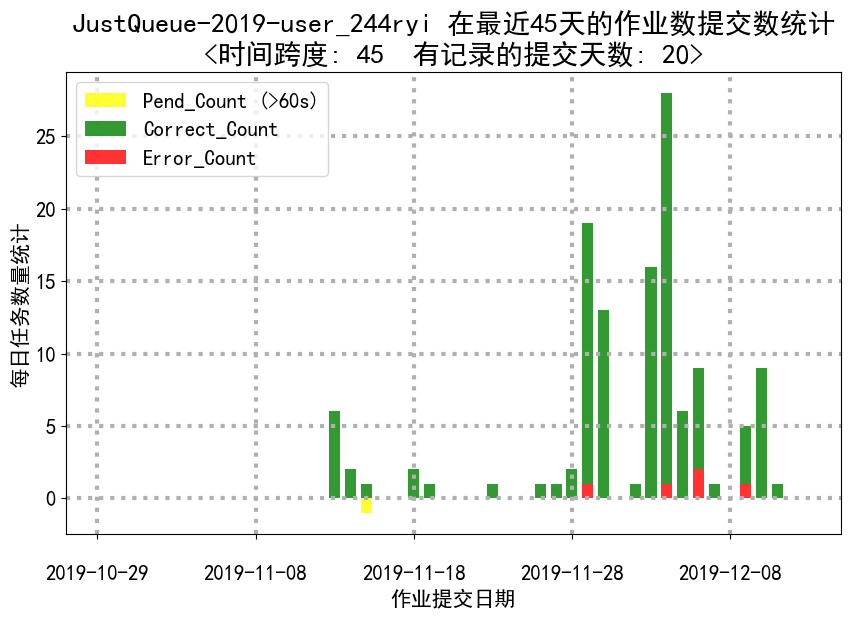 JustQueue-2019-user_244ryi 在最近45天的作业数提交数统计
<时间跨度: 45  有记录的提交天数: 20>
Pend_Count (>60s)
Correct_Count
Error_Count
每日任务数量统计
25
20
15
10
5
0
2019-10-29
2019-11-08
2019-11-18
2019-11-28
2019-12-08
作业提交日期